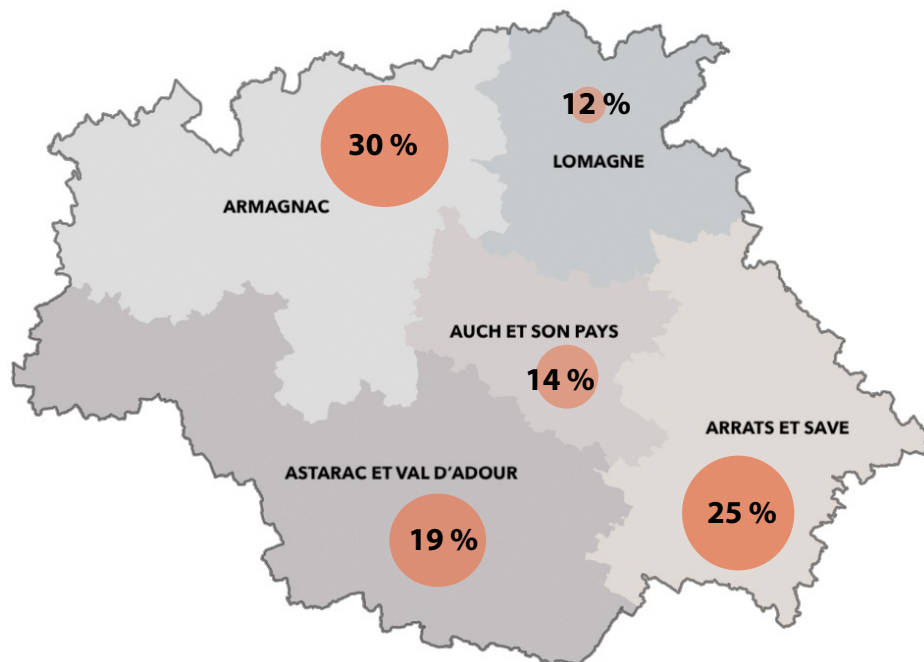 12 %
30 %
LOMAGNE
ARMAGNAC
AUCH ET SON PAYS
14 %
ARRATS ET SAVE
ASTARAC ET VAL D’ADOUR
25 %
19 %